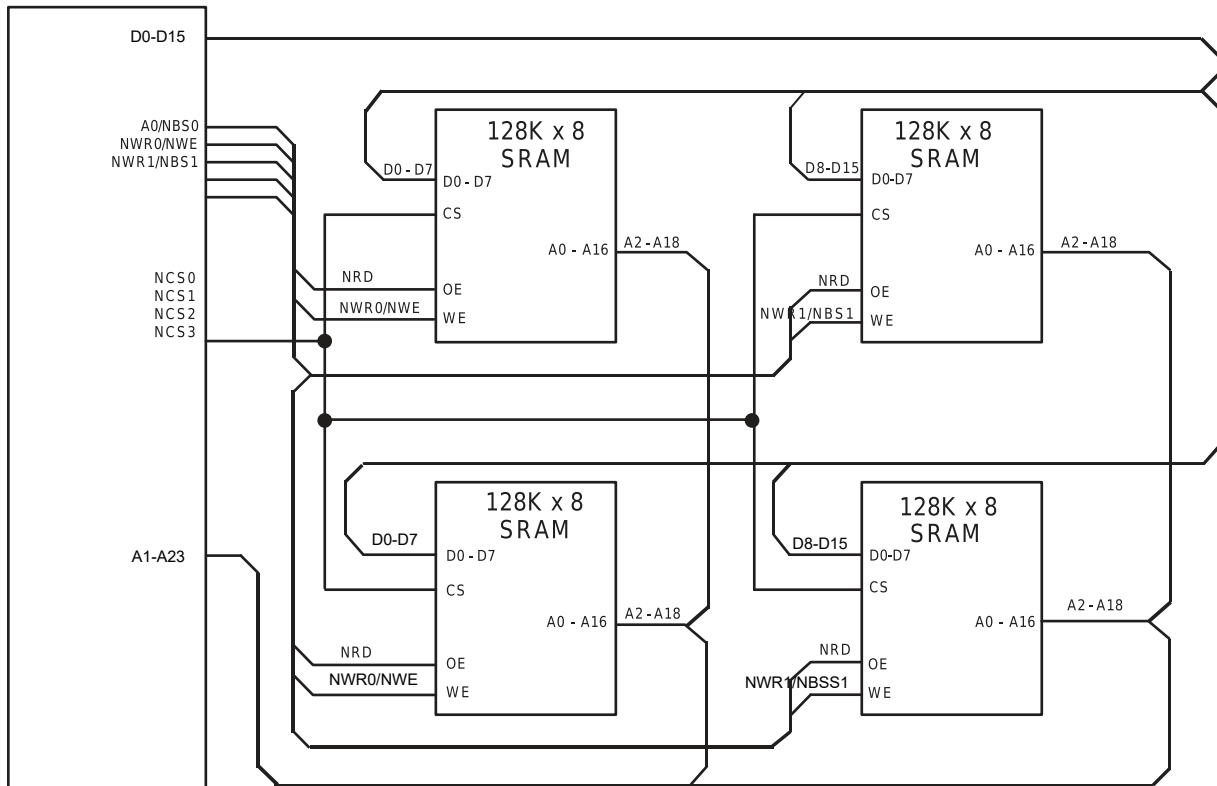 D0-D15
A0/NBS0
NWR0/NWE
NWR1/NBS1
NCS0
NCS1
NCS2
NCS3
A1-A23
128K x 8
SRAM
D0 - D7
D0 - D7
CS
A0 - A16
A2 - A18
NRD
OE
NWR0/NWE
WE
128K x 8
SRAM
D8-D15
D0-D7
CS
A0 - A16
A2 - A18
NRD
OE
NWR1/NBS1
WE
128K x 8
SRAM
D0-D7
D0 - D7
CS
A0 - A16
A2 - A18
NRD
OE
NWR0/NWE
WE
128K x 8
SRAM
D8-D15
D0-D7
CS
A0 - A16
A2 - A18
NRD
OE
NWR1/NBSS1
WE